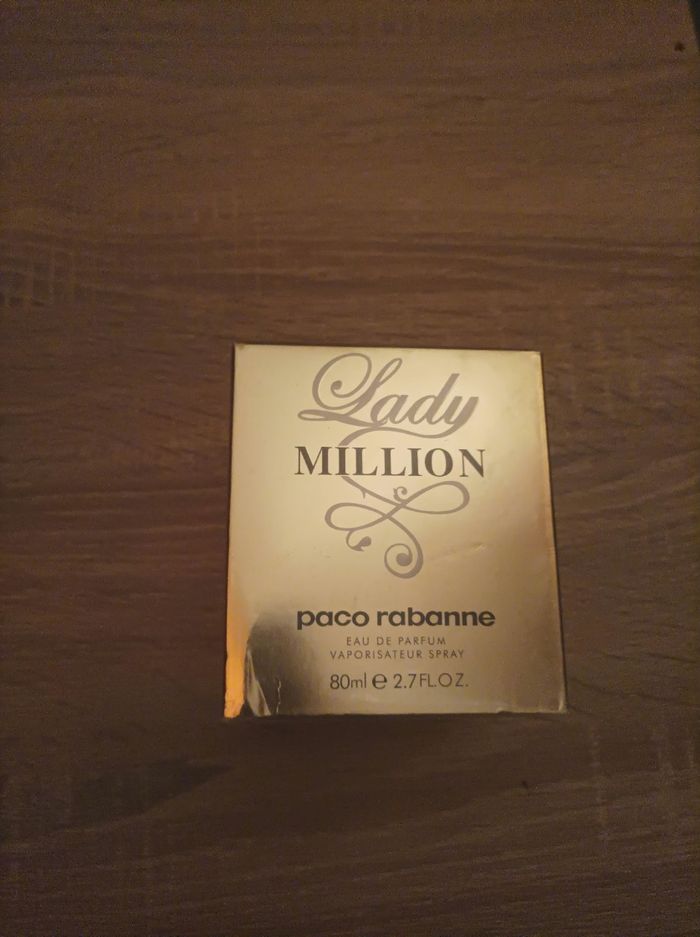 Lady
MILLION
paco rabanne
EAU DE PARFUM
VAPORISATEUR SPRAY
80ml e 2.7FL.OZ.